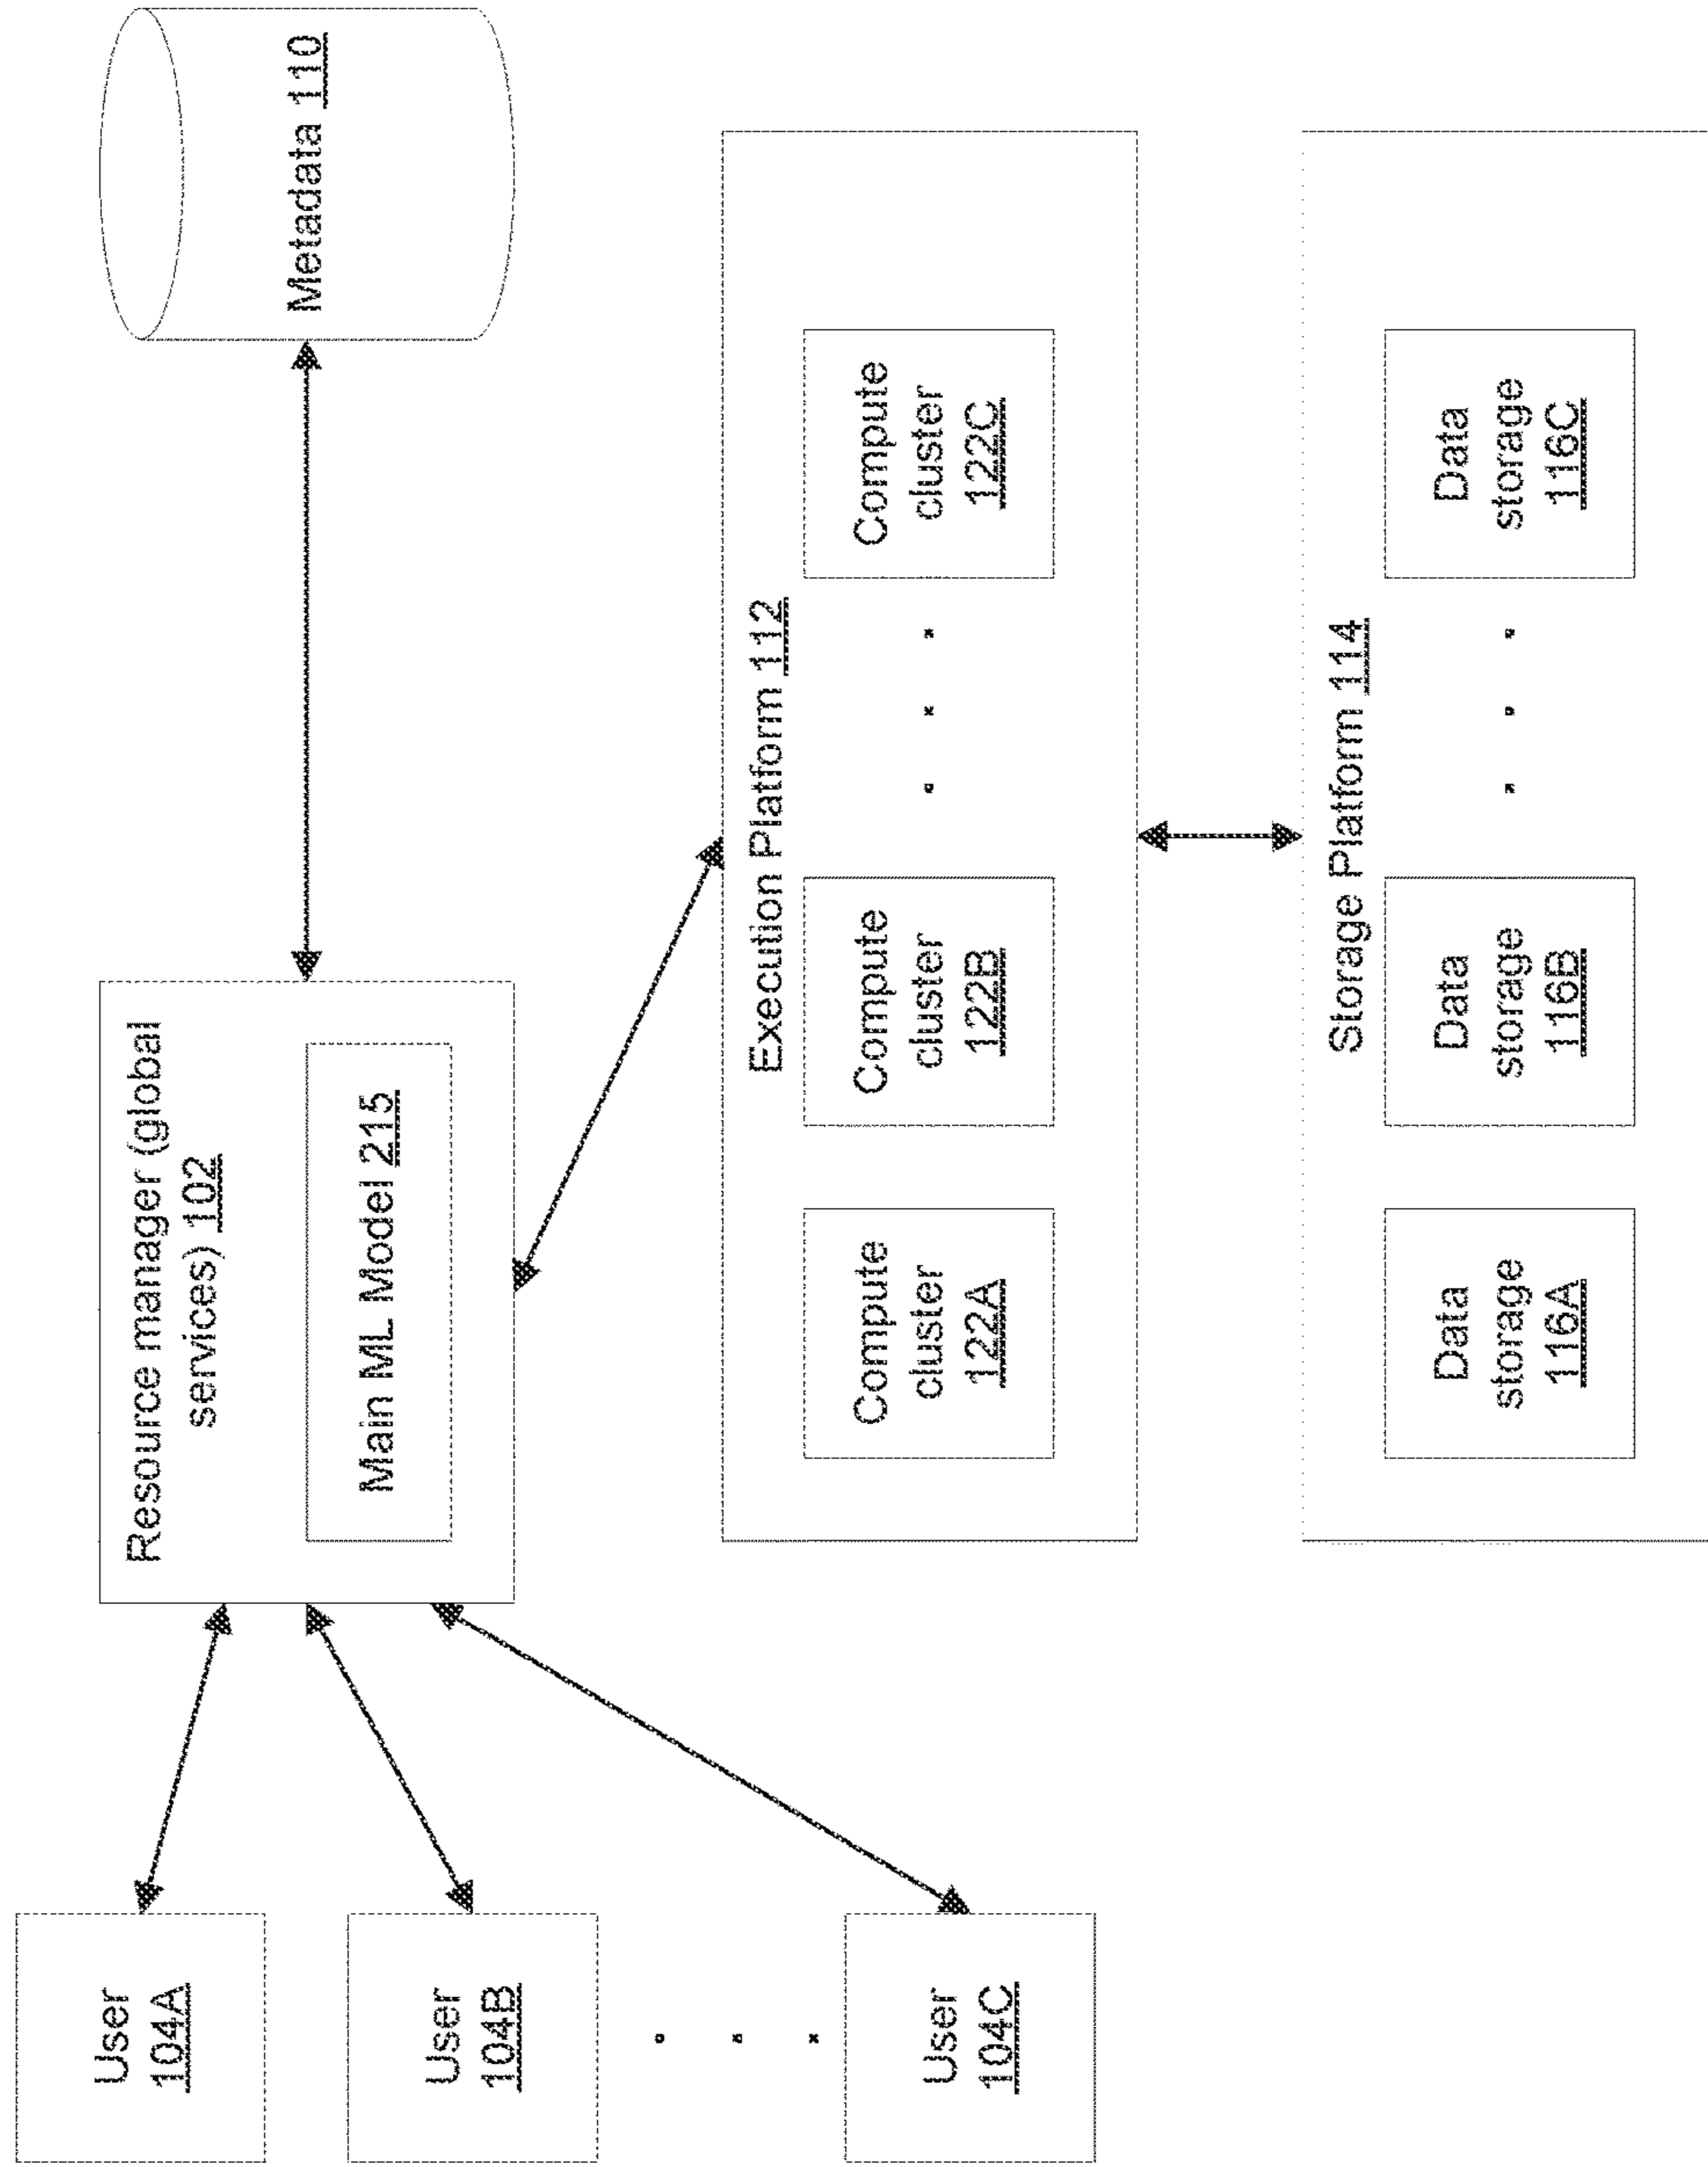 User
104A
User
104B
User
104C
Resource manager (global
services) 102
Main ML Model 215
Metadata 110
Execution Platform 112
Compute
cluster
122A
Compute
cluster
122B
Compute
cluster
122C
Storage Platform 114
Data
storage
116A
Data
storage
116B
Data
storage
116C